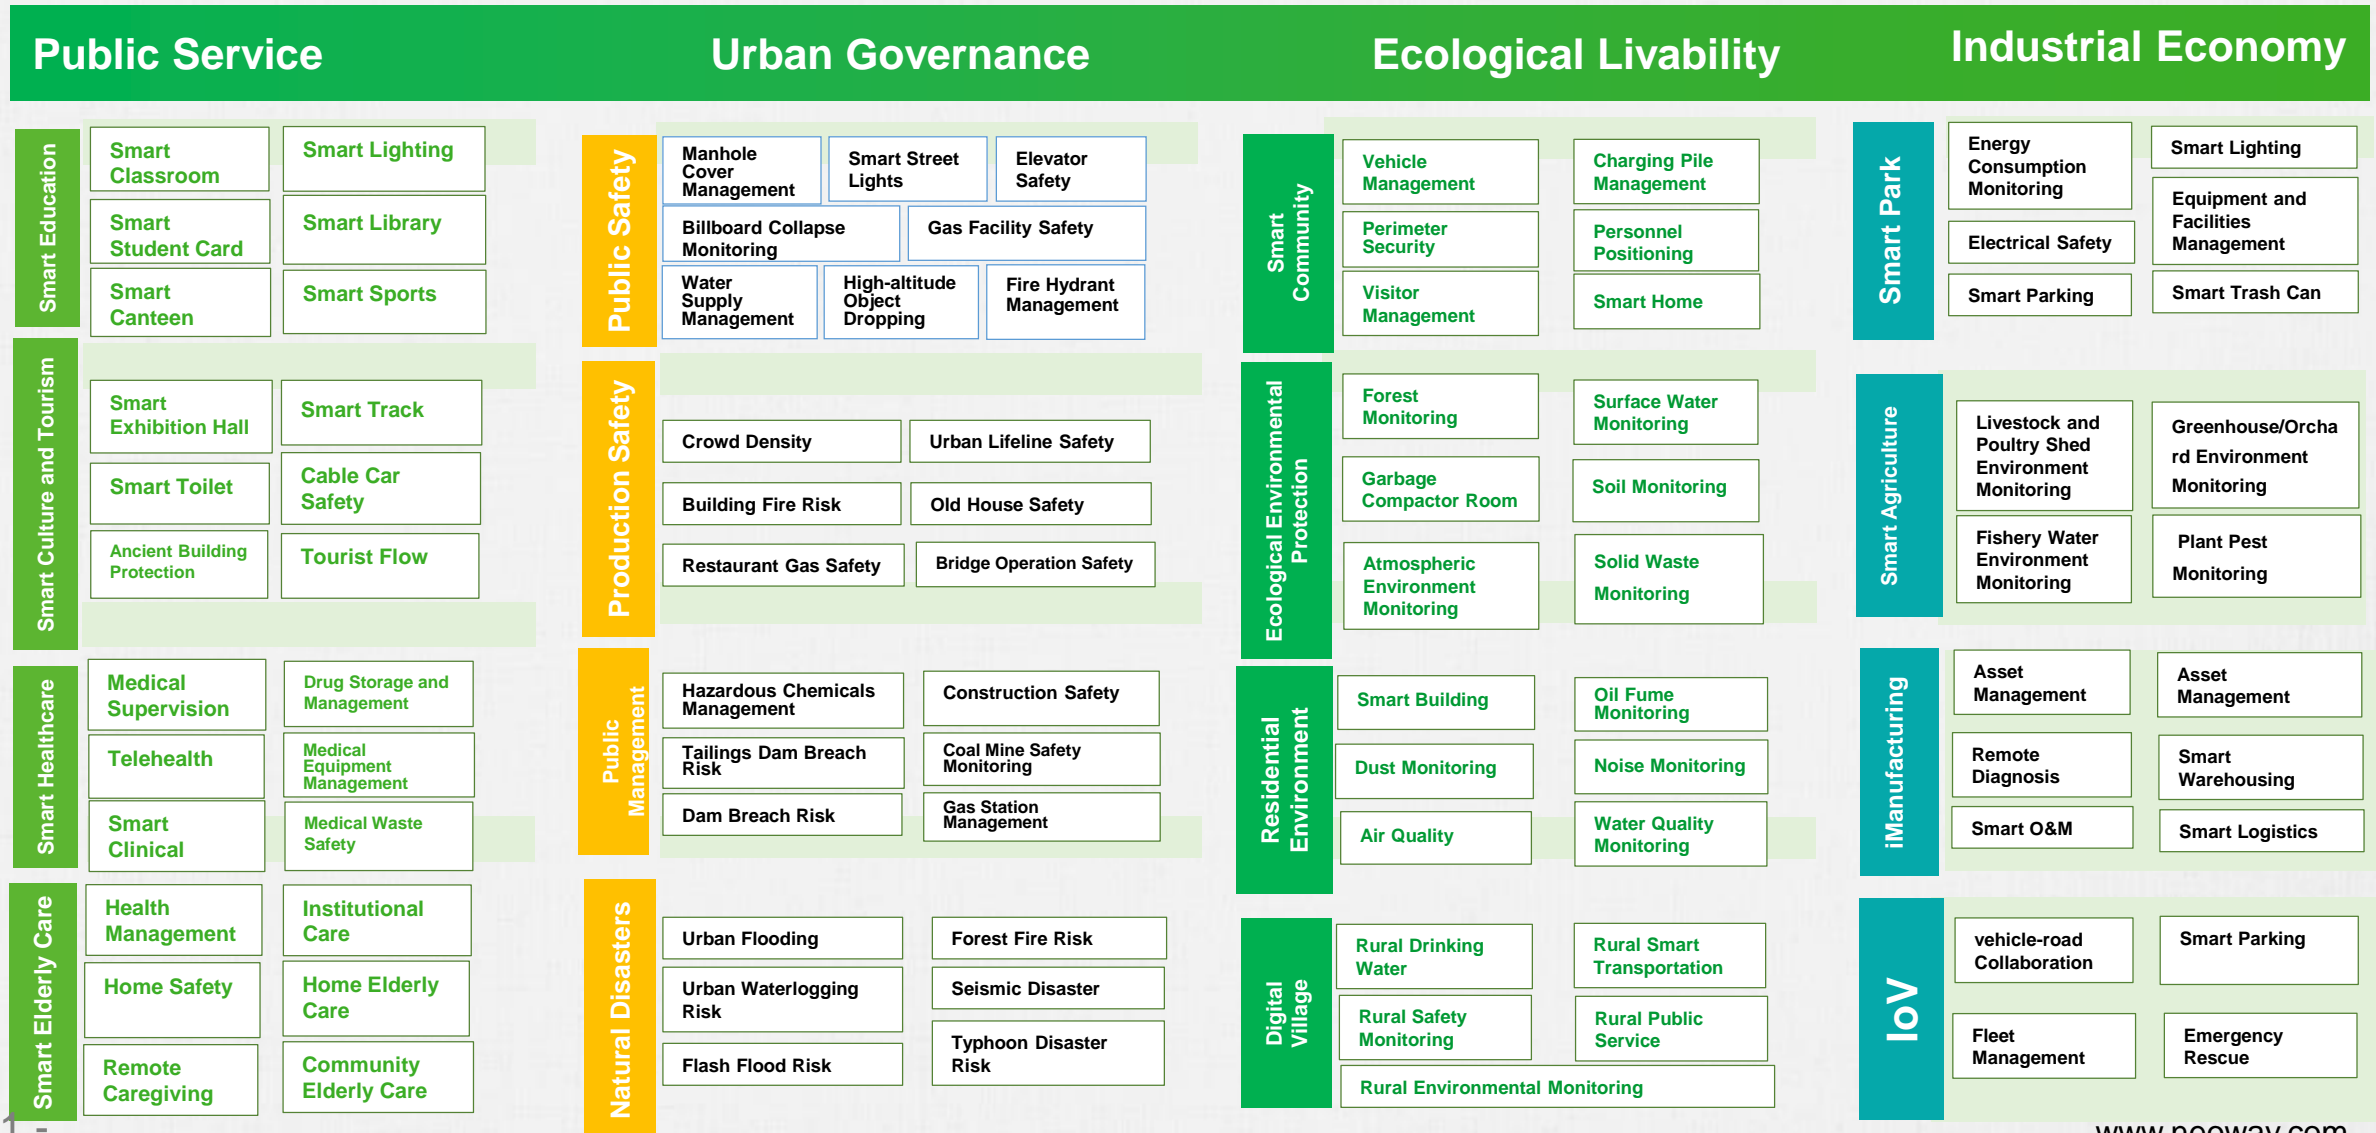 Public Service
Urban Governance
Ecological Livability
Industrial Economy
Smart Education
Smart
Classroom
Smart Lighting
Smart
Student Card
Smart Library
Smart
Canteen
Smart Sports
Smart Culture and Tourism
Smart
Exhibition Hall
Smart Track
Smart Toilet
Cable Car
Safety
Ancient Building
Protection
Tourist Flow
Smart Healthcare
Medical
Supervision
Drug Storage and
Management
Telehealth
Medical
Equipment
Management
Smart
Clinical
Medical Waste
Safety
Smart Elderly Care
Health
Management
Institutional
Care
Home Safety
Home Elderly
Care
Remote
Caregiving
Community
Elderly Care
Public Safety
Manhole
Cover
Management
Smart Street
Lights
Elevator
Safety
Billboard Collapse
Monitoring
Gas Facility Safety
Water
Supply
Management
High-altitude
Object
Dropping
Fire Hydrant
Management
Production Safety
Crowd Density
Urban Lifeline Safety
Building Fire Risk
Old House Safety
Restaurant Gas Safety
Bridge Operation Safety
Public
Management
Hazardous Chemicals
Management
Construction Safety
Tailings Dam Breach
Risk
Coal Mine Safety
Monitoring
Dam Breach Risk
Gas Station
Management
Natural Disasters
Urban Flooding
Forest Fire Risk
Urban Waterlogging
Risk
Seismic Disaster
Flash Flood Risk
Typhoon Disaster
Risk
Smart
Community
Vehicle
Management
Charging Pile
Management
Perimeter
Security
Personnel
Positioning
Visitor
Management
Smart Home
Ecological Environmental
Protection
Forest
Monitoring
Surface Water
Monitoring
Garbage
Compactor Room
Soil Monitoring
Atmospheric
Environment
Monitoring
Solid Waste
Monitoring
Residential
Environment
Smart Building
Oil Fume
Monitoring
Dust Monitoring
Noise Monitoring
Air Quality
Water Quality
Monitoring
Digital
Village
Rural Drinking
Water
Rural Smart
Transportation
Rural Safety
Monitoring
Rural Public
Service
Rural Environmental Monitoring
Smart Park
Energy
Consumption
Monitoring
Smart Lighting
Equipment and
Facilities
Management
Electrical Safety
Smart Parking
Smart Trash Can
Smart Agriculture
Livestock and
Poultry Shed
Environment
Monitoring
Greenhouse/Orcha
rd Environment
Monitoring
Fishery Water
Environment
Monitoring
Plant Pest
Monitoring
iManufacturing
Asset
Management
Asset
Management
Remote
Diagnosis
Smart
Warehousing
Smart O&M
Smart Logistics
IoV
vehicle-road
Collaboration
Smart Parking
Fleet
Management
Emergency
Rescue
1 -
www.neoway.com